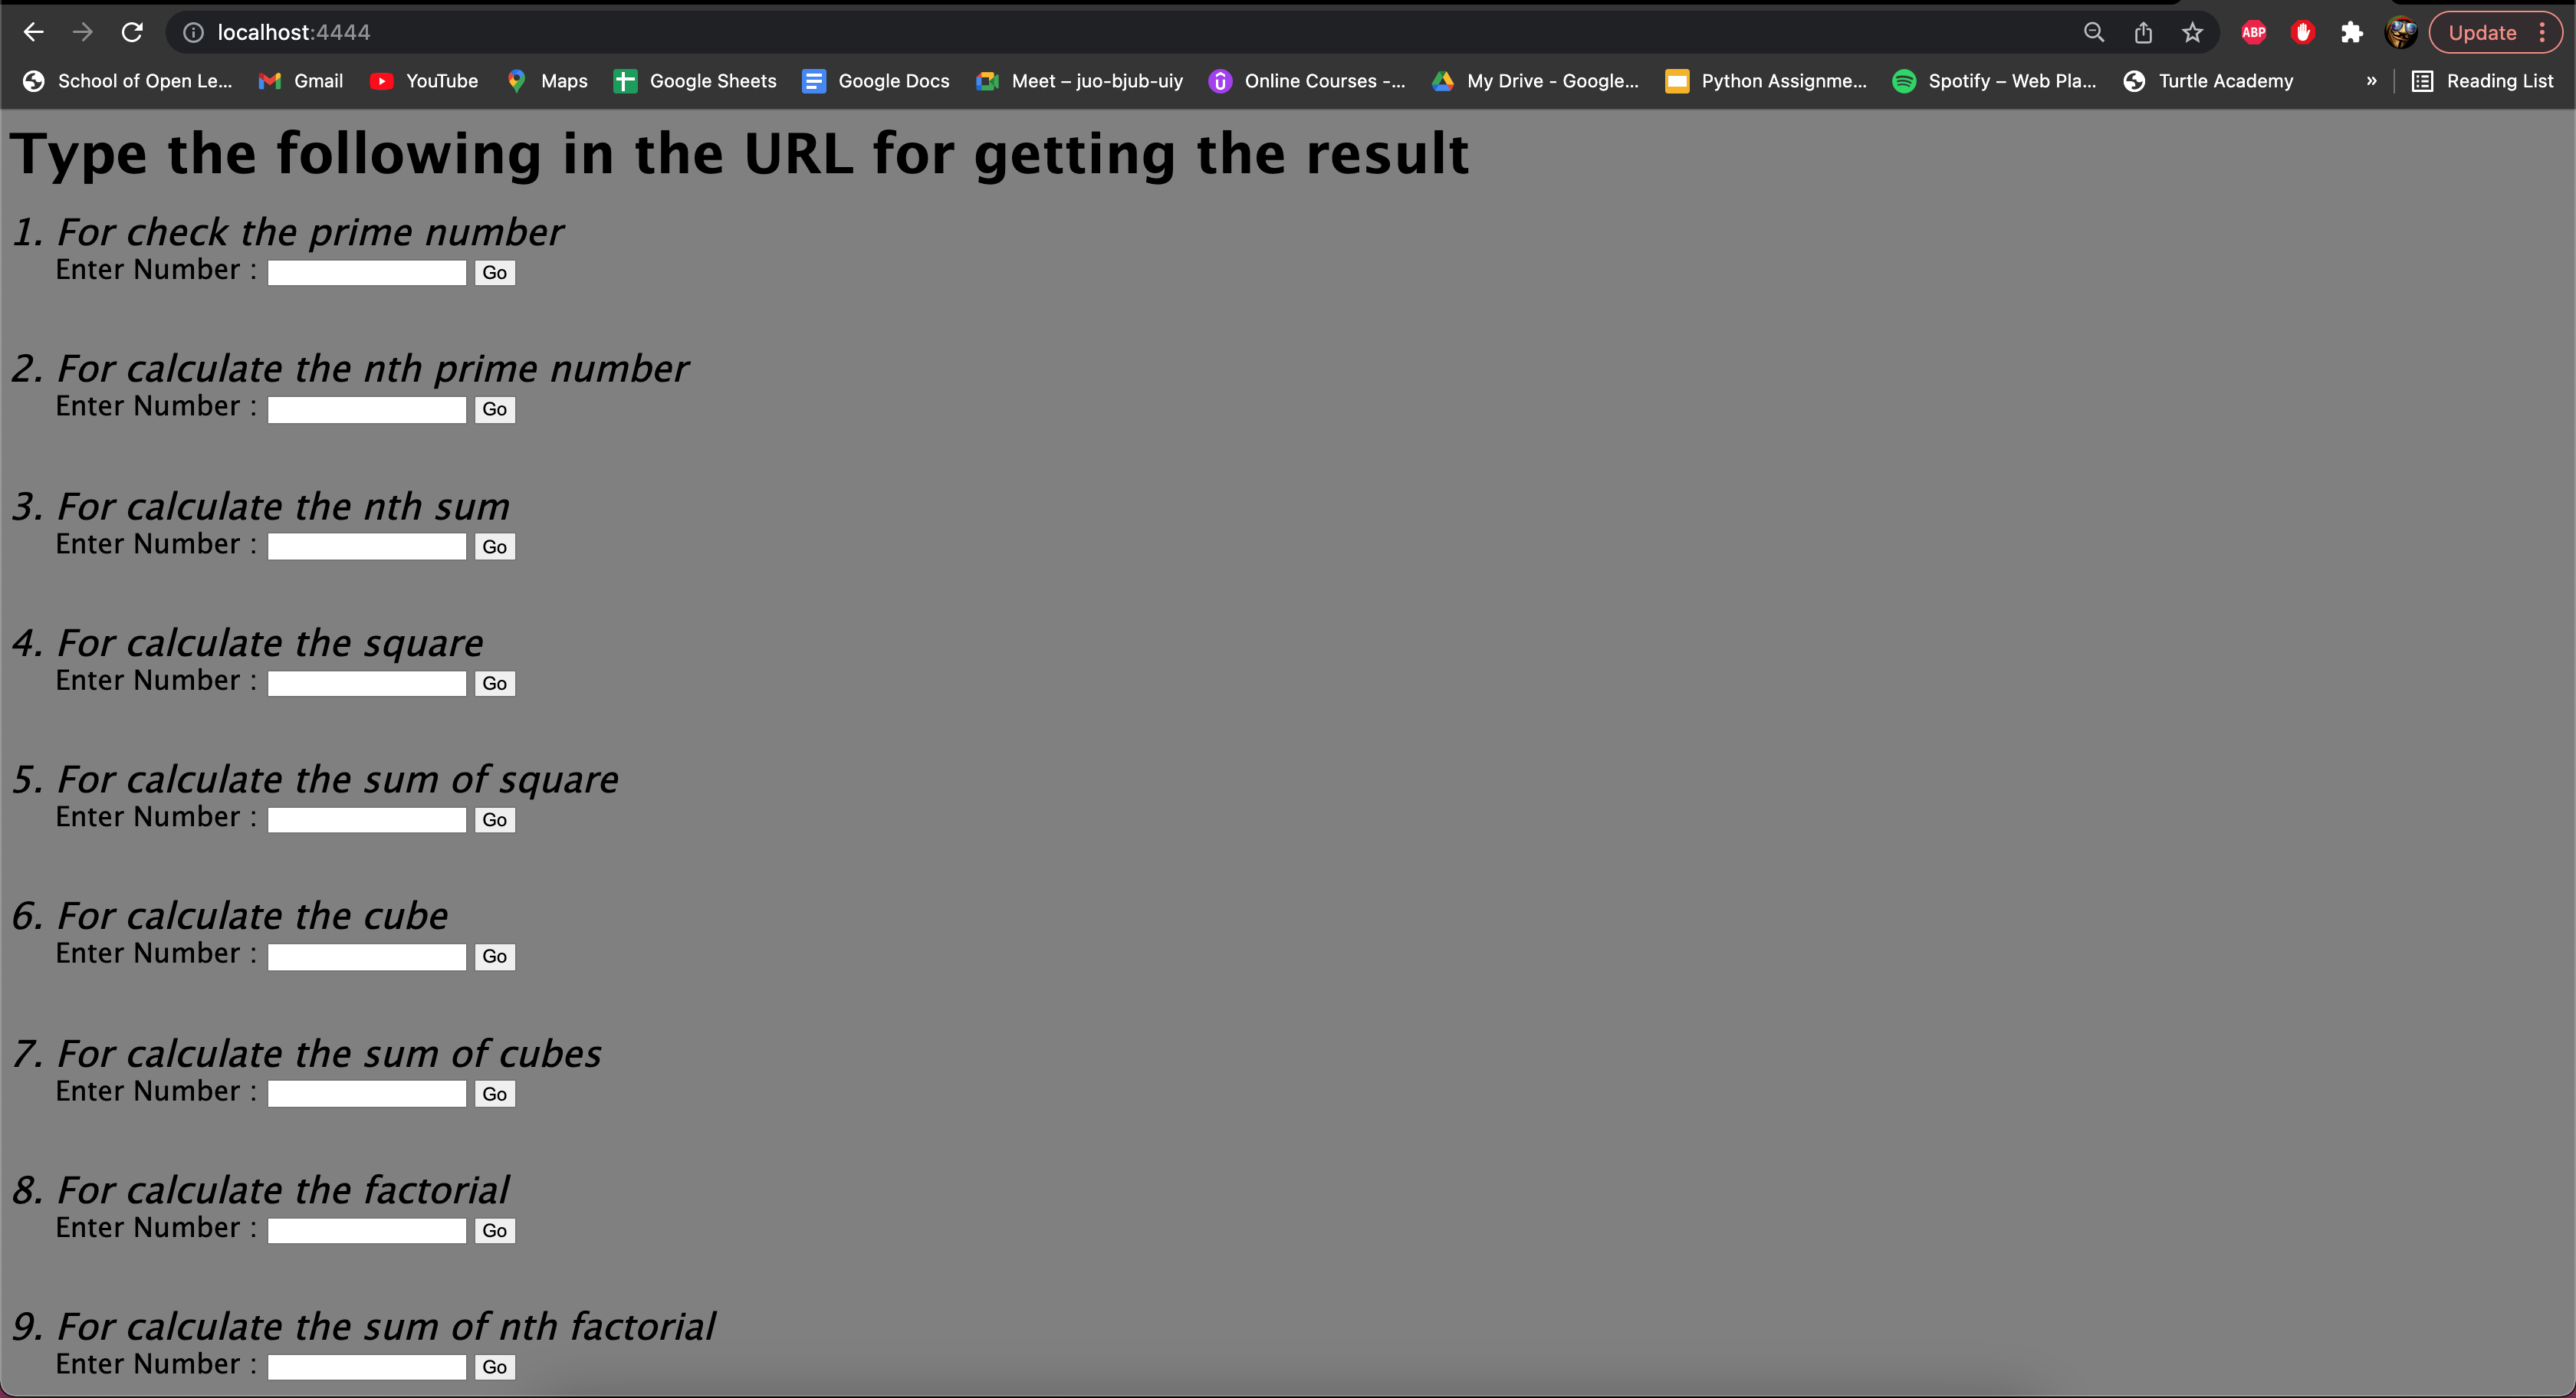 localhost:4444
ABP
Update
School of Open Le... Gmail YouTube Maps Google Sheets Google Docs Meet – juo-bjub-uiy Online Courses -... My Drive - Google... Python Assignme... Spotify – Web Pla... Turtle Academy » Reading List
Type the following in the URL for getting the result
1. For check the prime number
Enter Number : Go
2. For calculate the nth prime number
Enter Number : Go
3. For calculate the nth sum
Enter Number : Go
4. For calculate the square
Enter Number : Go
5. For calculate the sum of square
Enter Number : Go
6. For calculate the cube
Enter Number : Go
7. For calculate the sum of cubes
Enter Number : Go
8. For calculate the factorial
Enter Number : Go
9. For calculate the sum of nth factorial
Enter Number : Go